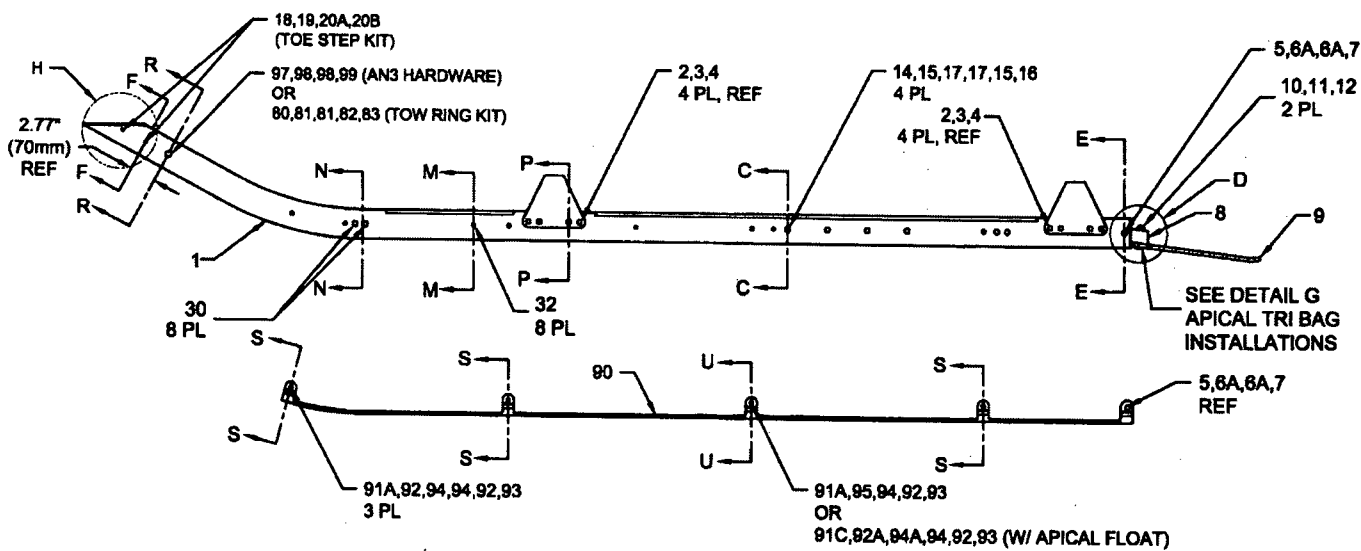 18,19,20A,20B
(TOE STEP KIT)
H
R
F
97,98,98,99 (AN3 HARDWARE)
OR
80,81,81,82,83 (TOW RING KIT)
2.77"
(70mm)
REF
F
R
2,3,4
4 PL, REF
14,15,17,17,15,16
4 PL
2,3,4
4 PL, REF
5,6A,6A,7
10,11,12
2 PL
D
8
9
N
M
P
C
E
1
N
M
P
C
E
30
8 PL
32
8 PL
SEE DETAIL G
APICAL TRI BAG
INSTALLATIONS
S
S
90
U
S
5,6A,6A,7
REF
S
S
U
S
91A,92,94,94,92,93
3 PL
91A,95,94,92,93
OR
91C,92A,94A,94,92,93 (W/ APICAL FLOAT)